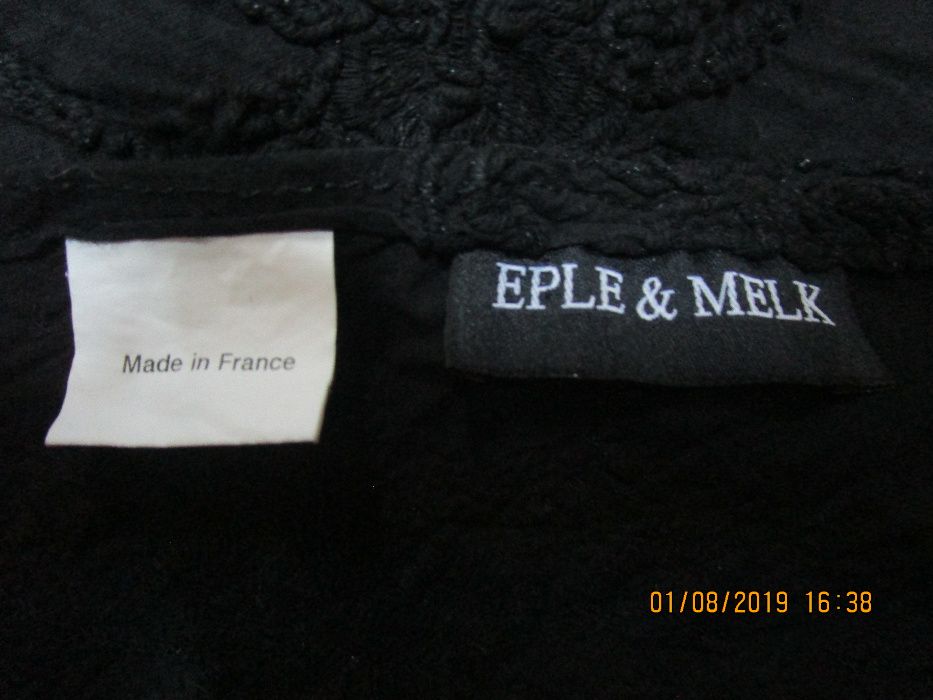 Made in France
EPLE & MELK
01/08/2019 16:38